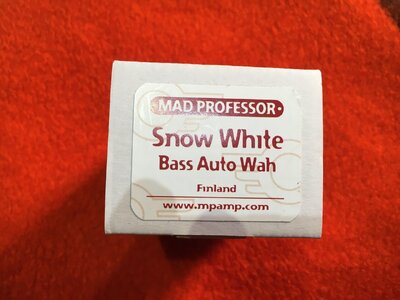 MAD PROFESSOR
Snow White
Bass Auto Wah
Finland
www.mpamp.com